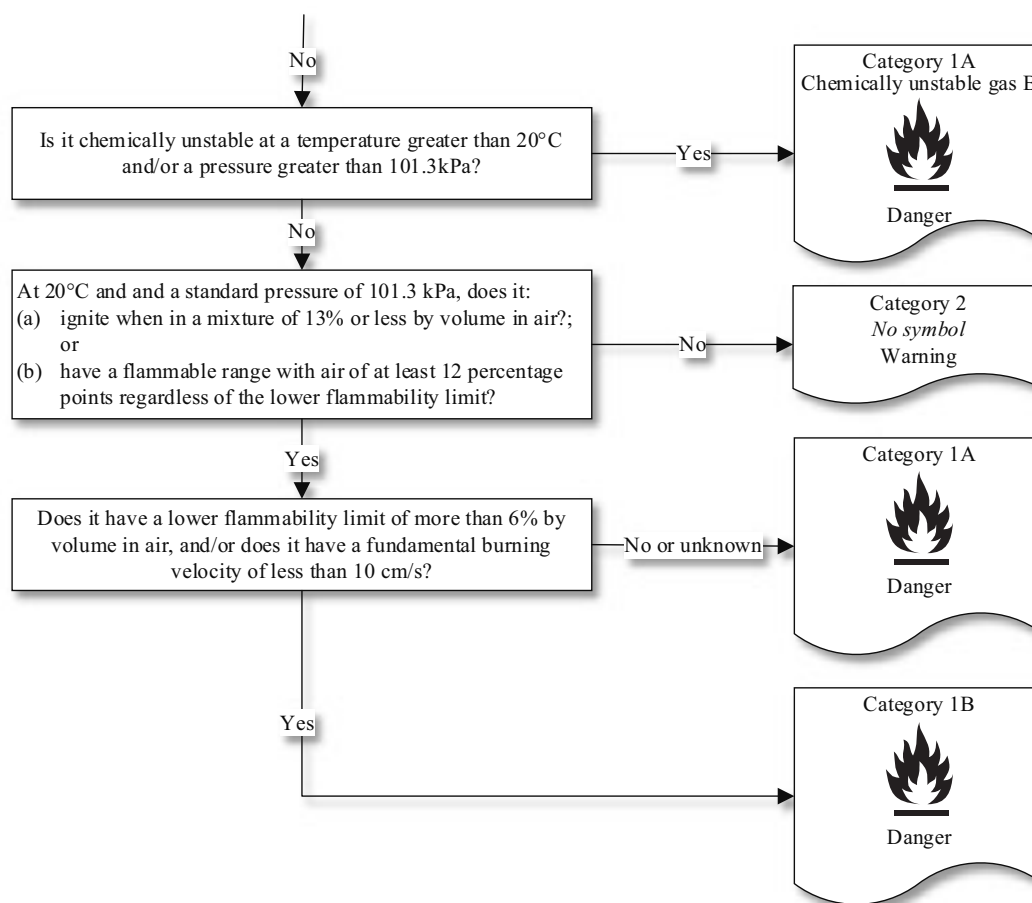 No
Is it chemically unstable at a temperature greater than 20°C
and/or a pressure greater than 101.3kPa?
Yes
Category 1A
Chemically unstable gas B
Danger
No
At 20°C and and a standard pressure of 101.3 kPa, does it:
(a) ignite when in a mixture of 13% or less by volume in air?;
or
(b) have a flammable range with air of at least 12 percentage
points regardless of the lower flammability limit?
No
Category 2
No symbol
Warning
Yes
Does it have a lower flammability limit of more than 6% by
volume in air, and/or does it have a fundamental burning
velocity of less than 10 cm/s?
No or unknown
Category 1A
Danger
Yes
Category 1B
Danger